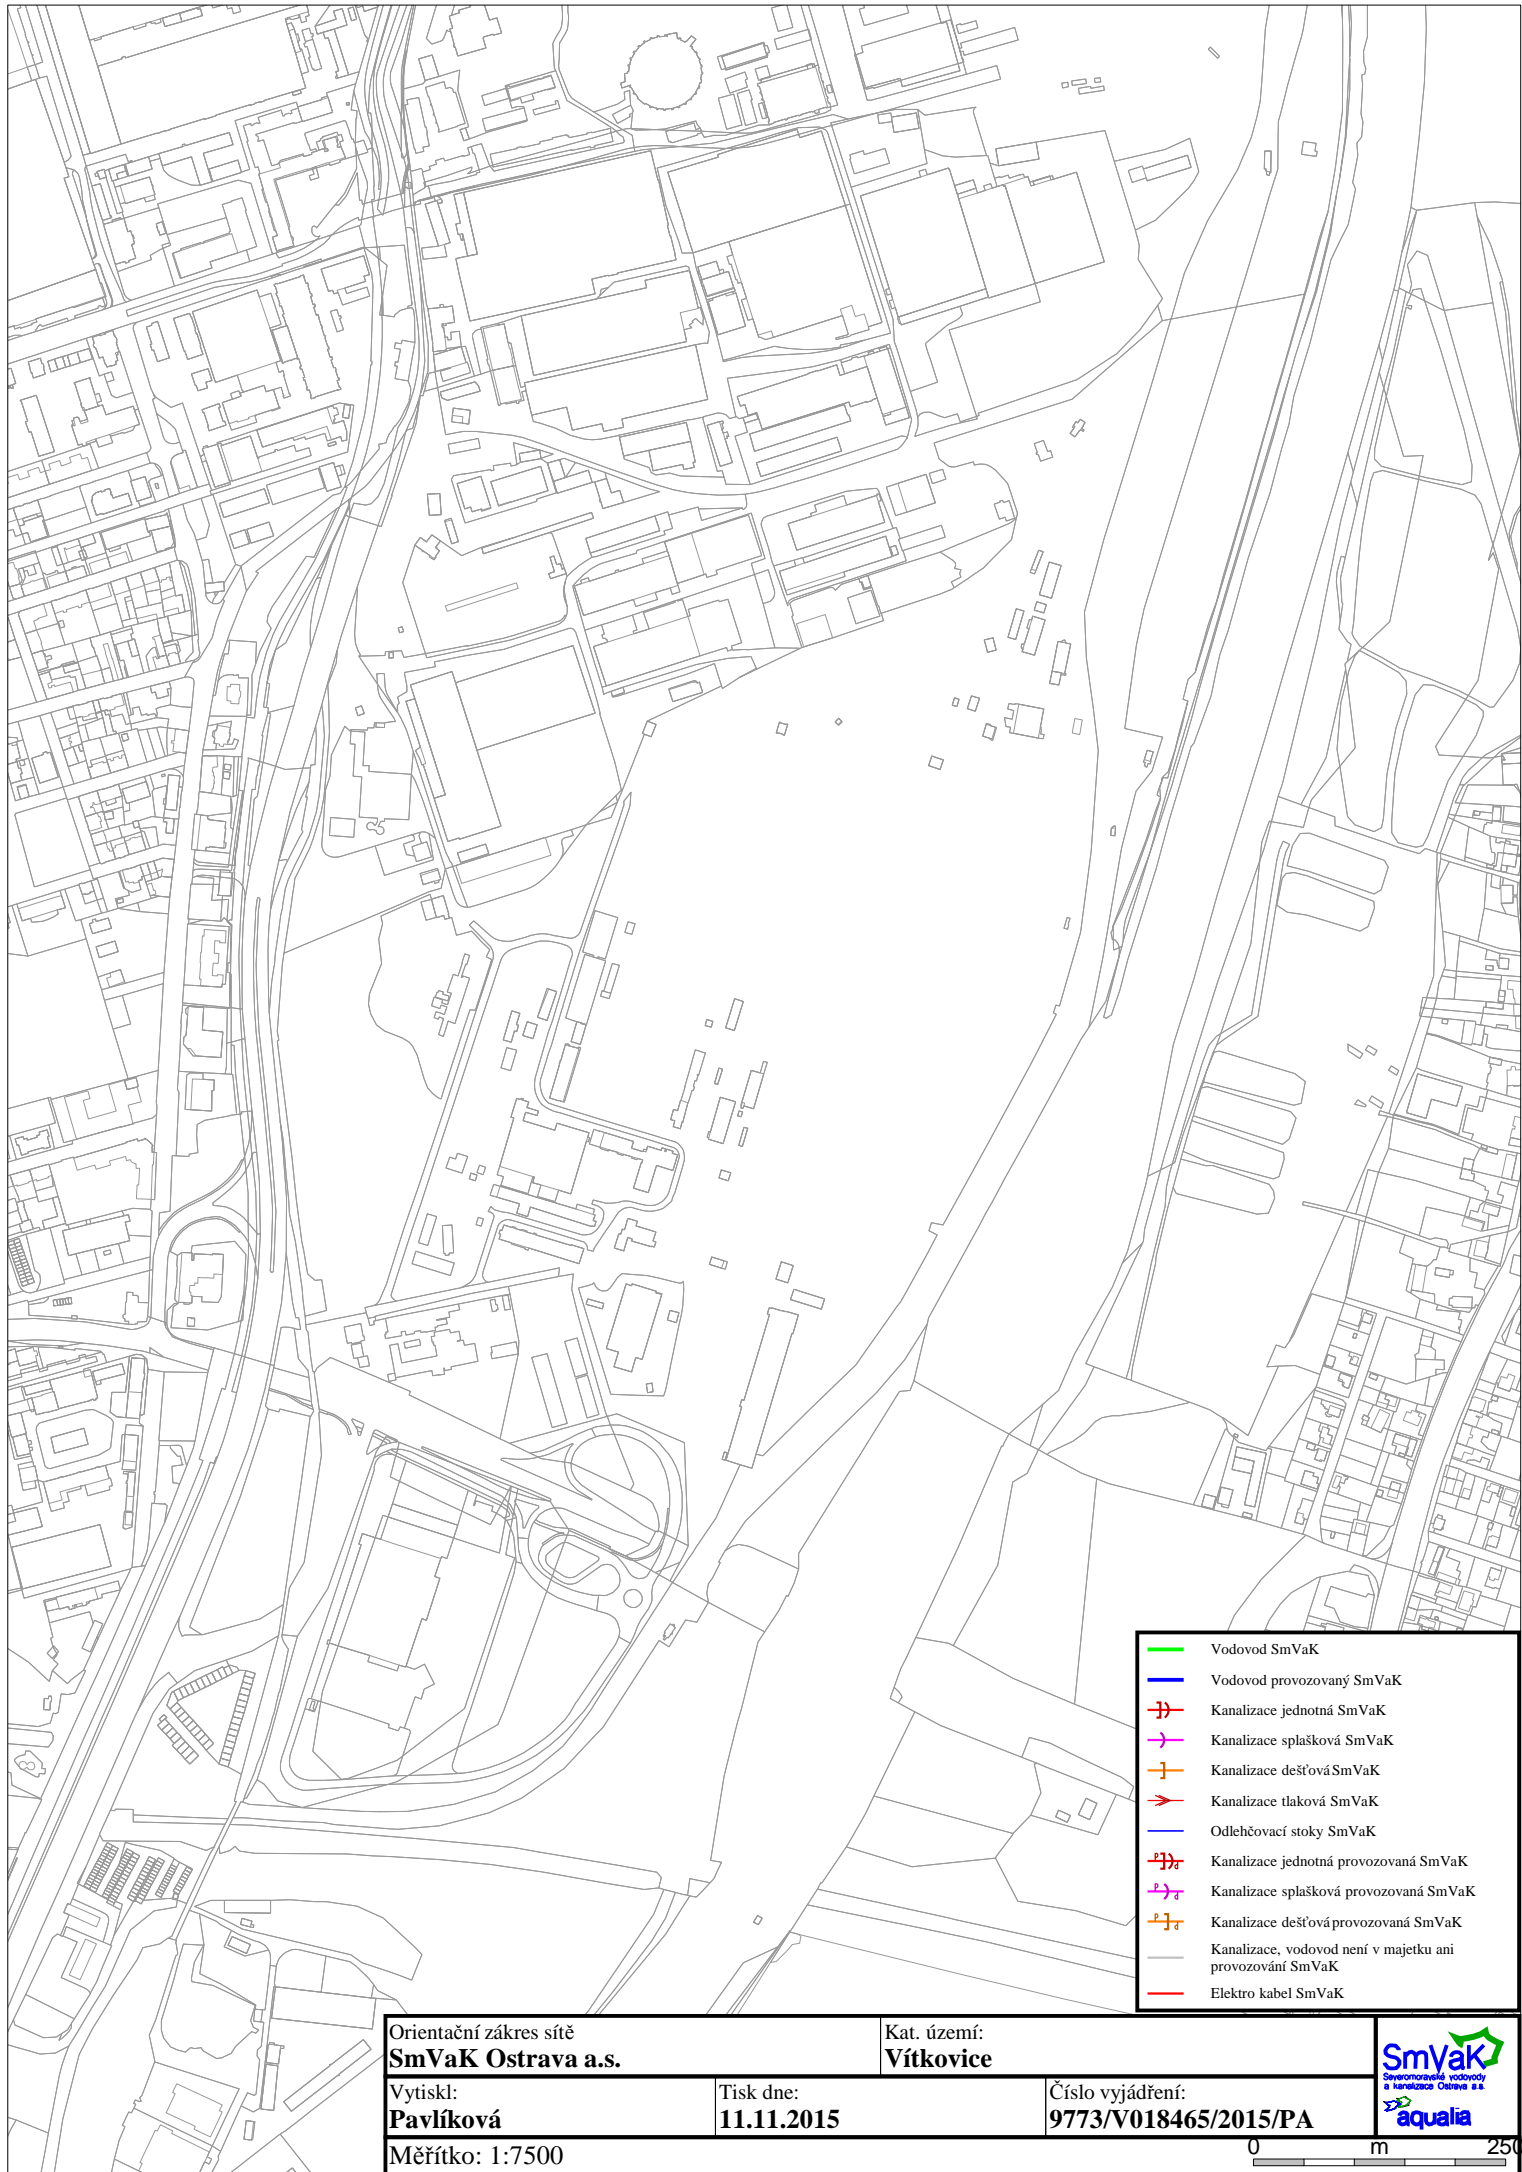 Vodovod SmVaK
Vodovod provozovaný SmVaK
Kanalizace jednotná SmVaK
Kanalizace splašková SmVaK
Kanalizace dešťová SmVaK
Kanalizace tlaková SmVaK
Odlehčovací stoky SmVaK
Kanalizace jednotná provozovaná SmVaK
Kanalizace splašková provozovaná SmVaK
Kanalizace dešťová provozovaná SmVaK
Kanalizace, vodovod není v majetku ani
provozování SmVaK
Elektro kabel SmVaK
Orientační zákres sítě
SmVaK Ostrava a.s.
Kat. území:
Vítkovice
Vytiskl:
Pavlíková
Tisk dne:
11.11.2015
Číslo vyjádření:
9773/V018465/2015/PA
SmVaK
Severomoravské vodovody
a kanalizace Ostrava a.s.
aqualia
Měřítko: 1:7500
0 m 250